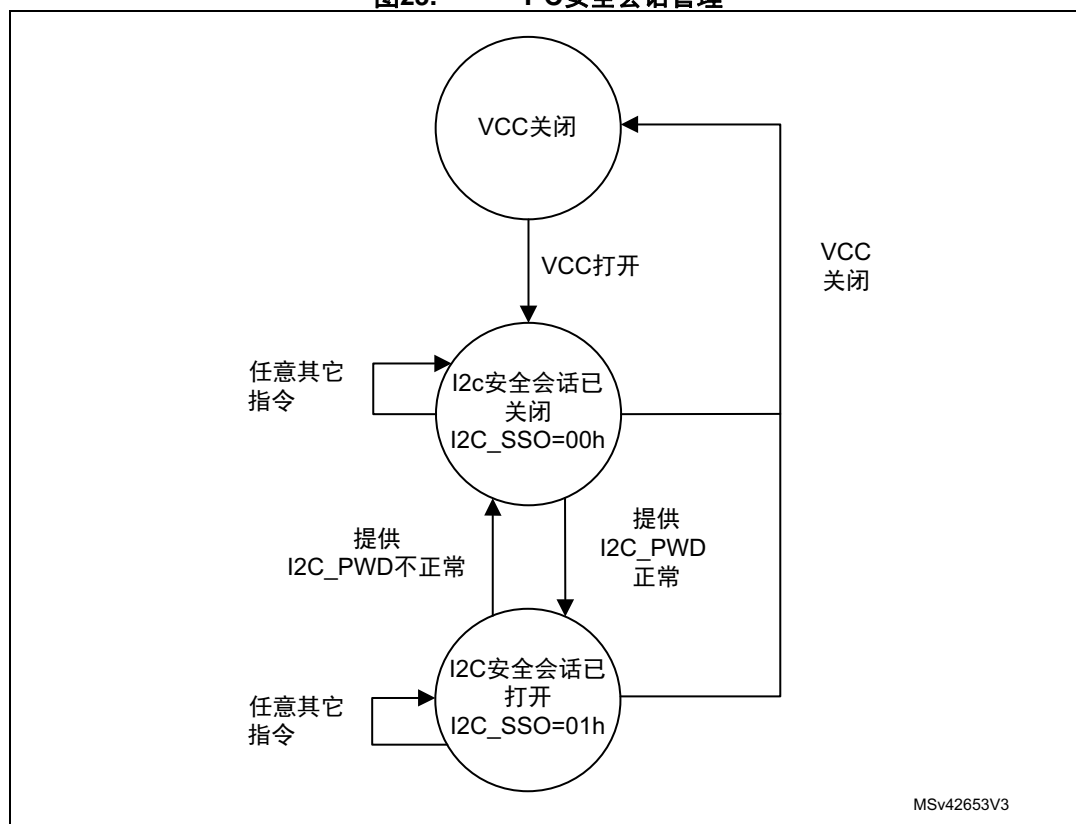 VCC关闭
VCC打开
VCC
关闭
任意其它
指令
I2c安全会话已
关闭
I2C_SSO=00h
提供
I2C_PWD不正常
提供
I2C_PWD
正常
I2C安全会话已
打开
I2C_SSO=01h
任意其它
指令
MSv42653V3